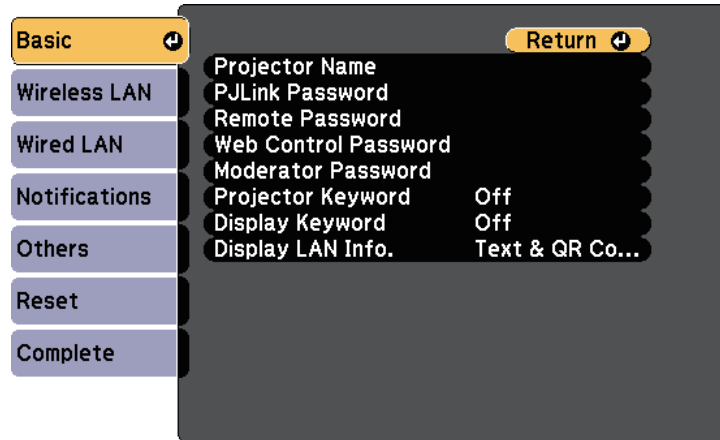 Basic
Wireless LAN
Wired LAN
Notifications
Others
Reset
Complete
Return
Projector Name
PJLink Password
Remote Password
Web Control Password
Moderator Password
Projector Keyword Off
Display Keyword Off
Display LAN Info. Text & QR Co...